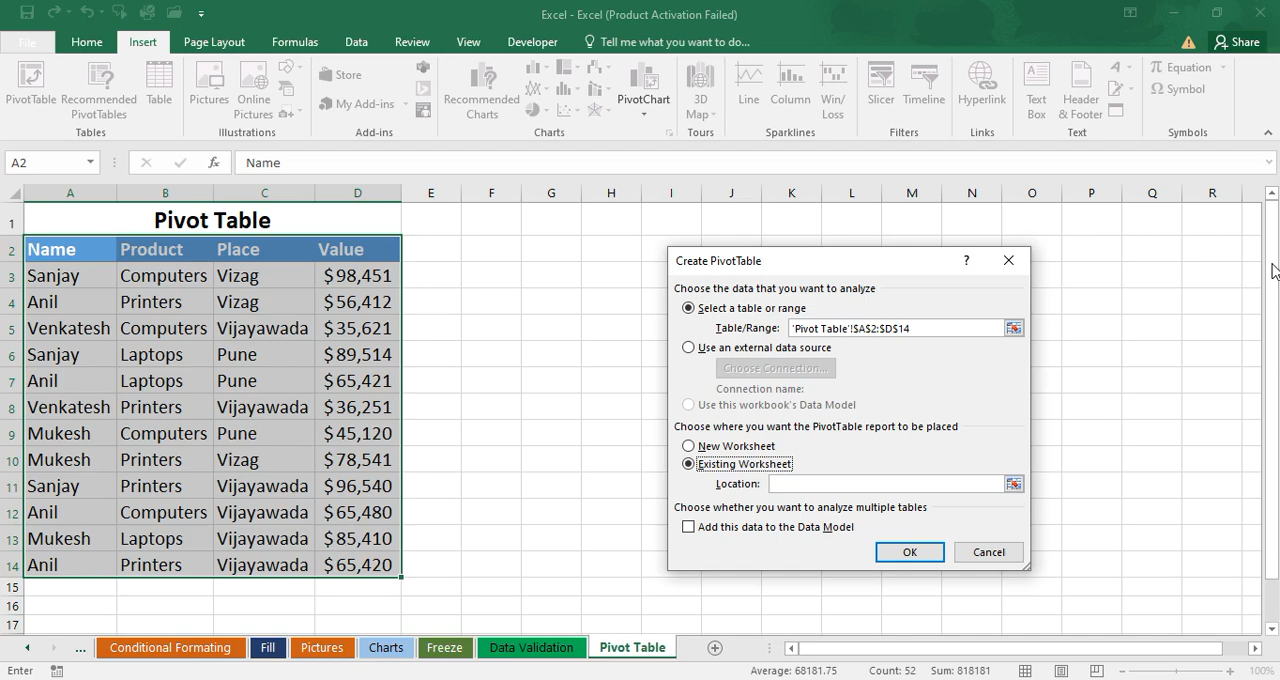 Excel - Excel (Product Activation Failed)
File Home Insert Page Layout Formulas Data Review View Developer Tell me what you want to do... Share
PivotTable Recommended PivotTables Table Pictures Online Pictures Store My Add-ins Recommended Charts PivotChart 3D Map Line Column Win/Loss Slicer Timeline Hyperlink Text Box Header & Footer Equation Symbol
Tables Illustrations Add-ins Charts Tours Sparklines Filters Links Text Symbols
A2 fx Name
A B C D E F G H I J K L M N O P Q R
1 Pivot Table
2 Name Product Place Value
3 Sanjay Computers Vizag $98,451
4 Anil Printers Vizag $56,412
5 Venkatesh Computers Vijayawada $35,621
6 Sanjay Laptops Pune $89,514
7 Anil Laptops Pune $65,421
8 Venkatesh Printers Vijayawada $36,251
9 Mukesh Computers Pune $45,120
10 Mukesh Printers Vizag $78,541
11 Sanjay Printers Vijayawada $96,540
12 Anil Computers Vijayawada $65,480
13 Mukesh Laptops Vijayawada $85,410
14 Anil Printers Vijayawada $65,420
15
16
17
Create PivotTable ?
Choose the data that you want to analyze
Select a table or range
Table/Range: 'Pivot Table'!$A$2:$D$14
Use an external data source
Choose Connection...
Connection name:
Use this workbook's Data Model
Choose where you want the PivotTable report to be placed
New Worksheet
Existing Worksheet
Location:
Choose whether you want to analyze multiple tables
Add this data to the Data Model
OK Cancel
... Conditional Formating Fill Pictures Charts Freeze Data Validation Pivot Table
Enter Average: 68181.75 Count: 52 Sum: 818181 100%